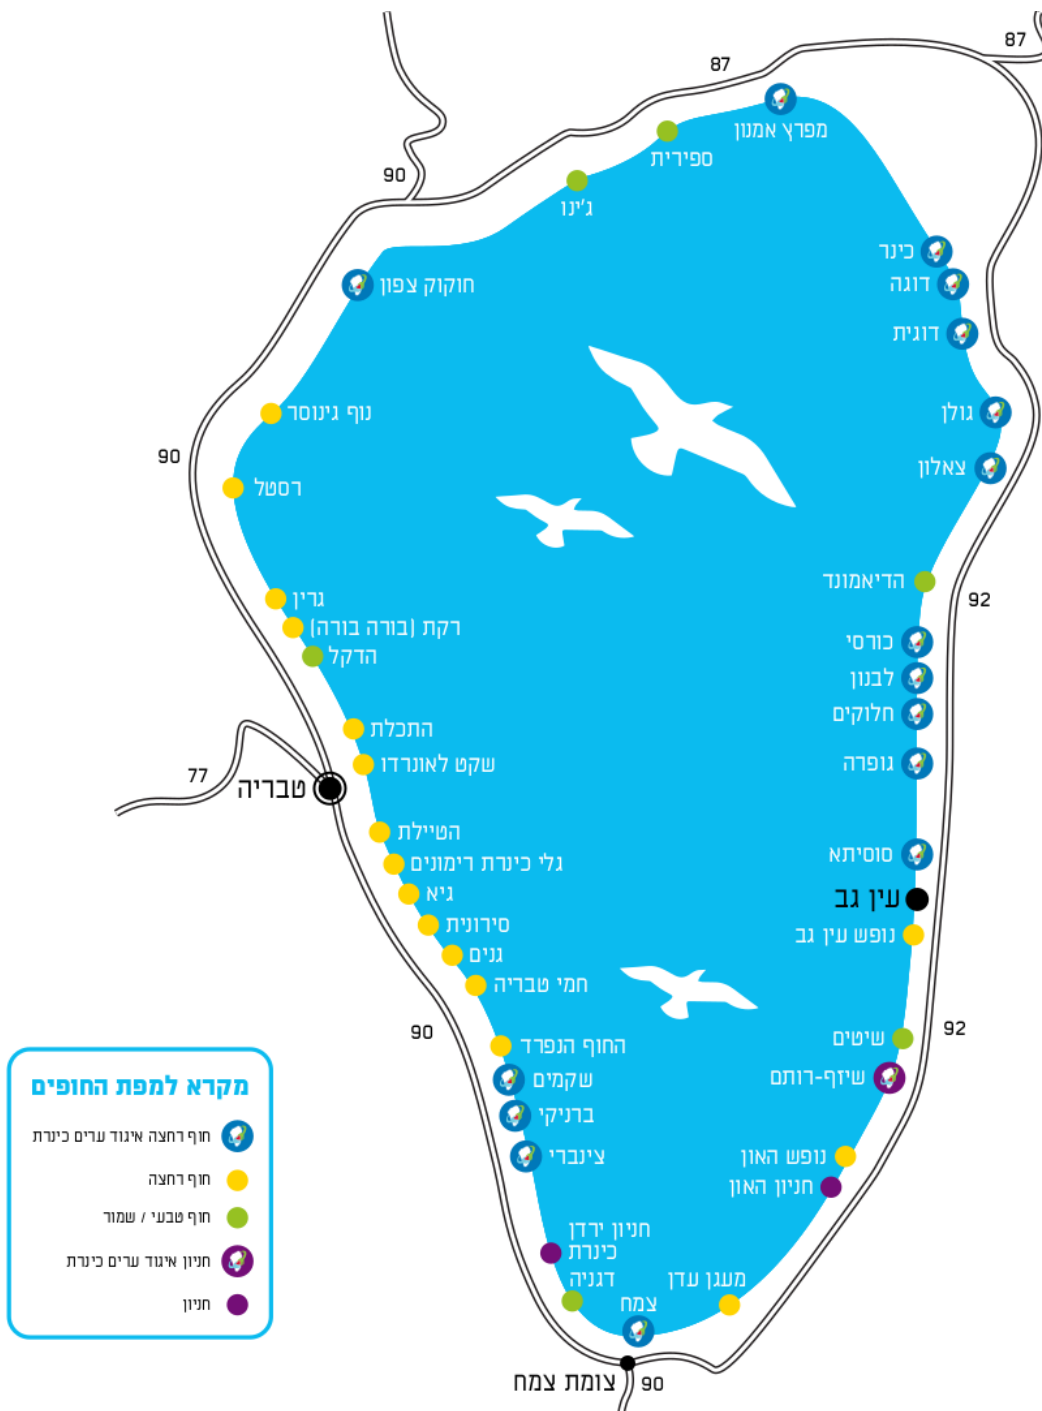 87
87
מפרץ אמנון
ספירית
90
ג'ינו
כינר
חוקוק צפון
דוגה
דוגית
נוף גינוסר
גולן
90
צאלון
רסטל
הדיאמונד
92
גרין
רקת (בורה בורה)
כורסי
הדקל
לבנון
חלוקים
התכלת
שקט לאונרדו
גופרה
77
טבריה
הטיילת
סוסיתא
גלי כינרת רימונים
גיא
עין גב
סירונית
נופש עין גב
גנים
חמי טבריה
90
92
שיטים
החוף הנפרד
שקמים
שיזף-רותם
ברניקי
צינברי
נופש האון
חניון האון
חניון ירדן
כינרת
דגניה
מעגן עדן
צמח
צומת צמח
90
מקרא למפת החופים
חוף רחצה איגוד ערים כינרת
חוף רחצה
חוף טבעי / שמור
חניון איגוד ערים כינרת
חניון